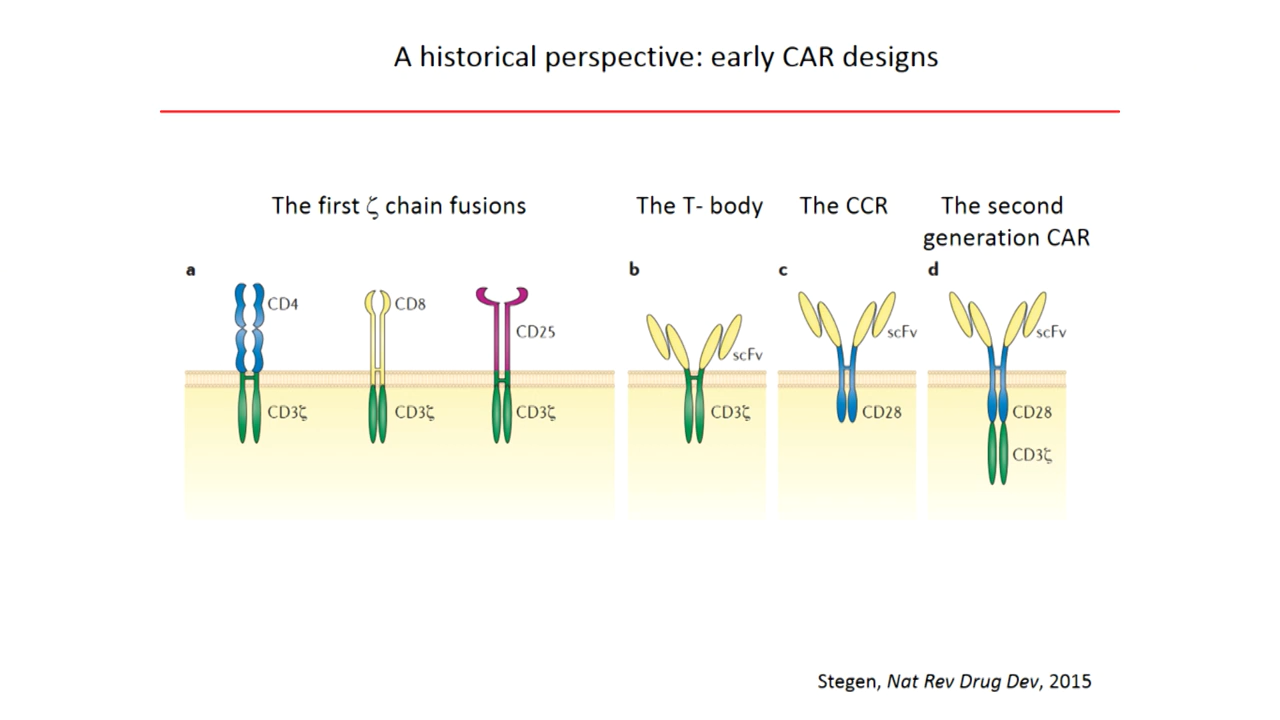 A historical perspective: early CAR designs
The first ζ chain fusions
The T- body
The CCR
The second
generation CAR
a
CD4
CD3ζ
CD8
CD3ζ
CD25
CD3ζ
b
scFv
CD3ζ
c
scFv
CD28
d
scFv
CD28
CD3ζ
Stegen, Nat Rev Drug Dev, 2015